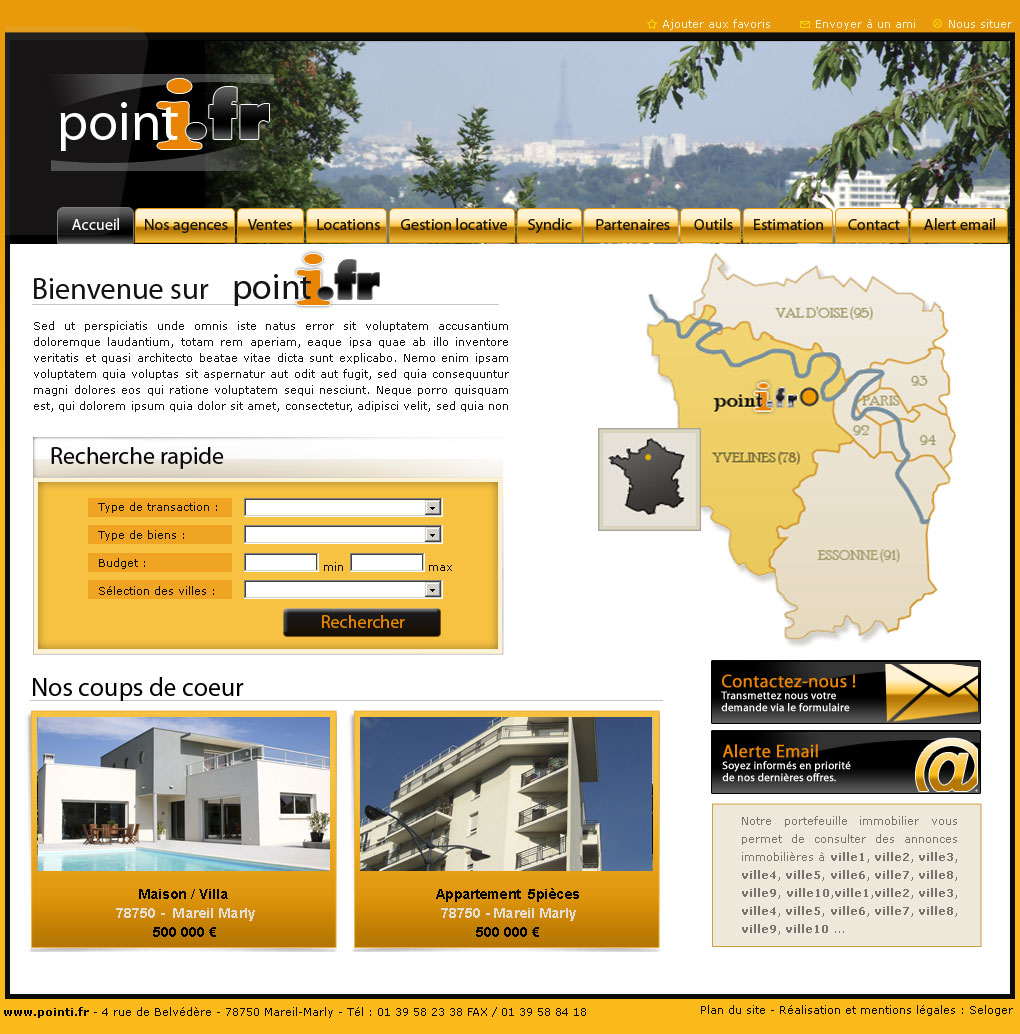 Ajouter aux favoris Envoyer à un ami Nous situer
pointi.fr
Accueil Nos agences Ventes Locations Gestion locative Syndic Partenaires Outils Estimation Contact Alert email
Bienvenue sur pointi.fr
Sed ut perspiciatis unde omnis iste natus error sit voluptatem accusantium
doloremque laudantium, totam rem aperiam, eaque ipsa quae ab illo inventore
veritatis et quasi architecto beatae vitae dicta sunt explicabo. Nemo enim ipsam
voluptatem quia voluptas sit aspernatur aut odit aut fugit, sed quia consequuntur
magni dolores eos qui ratione voluptatem sequi nesciunt. Neque porro quisquam
est, qui dolorem ipsum quia dolor sit amet, consectetur, adipisci velit, sed quia non
VAL D'OISE (95)
93
PARIS
92
94
pointi.fr
YVELINES (78)
ESSONNE (91)
Recherche rapide
Type de transaction :
Type de biens :
Budget : min max
Sélection des villes :
Rechercher
Nos coups de coeur
Maison / Villa
78750 - Mareil Marly
500 000 €
Appartement 5pièces
78750 - Mareil Marly
500 000 €
Contactez-nous !
Transmettez nous votre
demande via le formulaire
Alerte Email
Soyez informés en priorité
de nos dernières offres.
Notre portefeuille immobilier vous
permet de consulter des annonces
immobilières à ville1, ville2, ville3,
ville4, ville5, ville6, ville7, ville8,
ville9, ville10,ville1,ville2, ville3,
ville4, ville5, ville6, ville7, ville8,
ville9, ville10 ...
www.pointi.fr - 4 rue de Belvédère - 78750 Mareil-Marly - Tél : 01 39 58 23 38 FAX / 01 39 58 84 18
Plan du site - Réalisation et mentions légales : Seloger